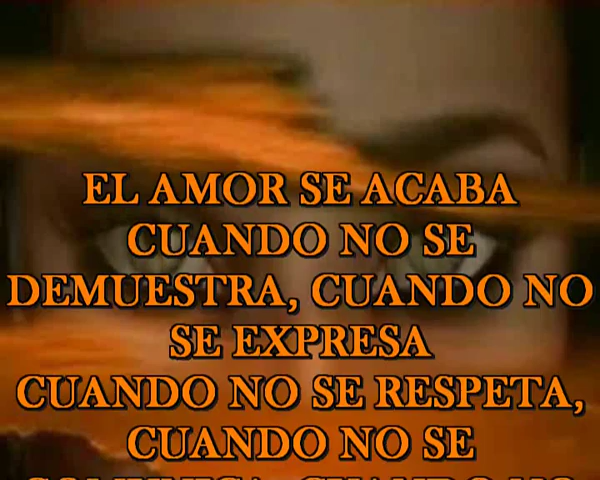 EL AMOR SE ACABA
CUANDO NO SE
DEMUESTRA, CUANDO NO
SE EXPRESA
CUANDO NO SE RESPETA,
CUANDO NO SE